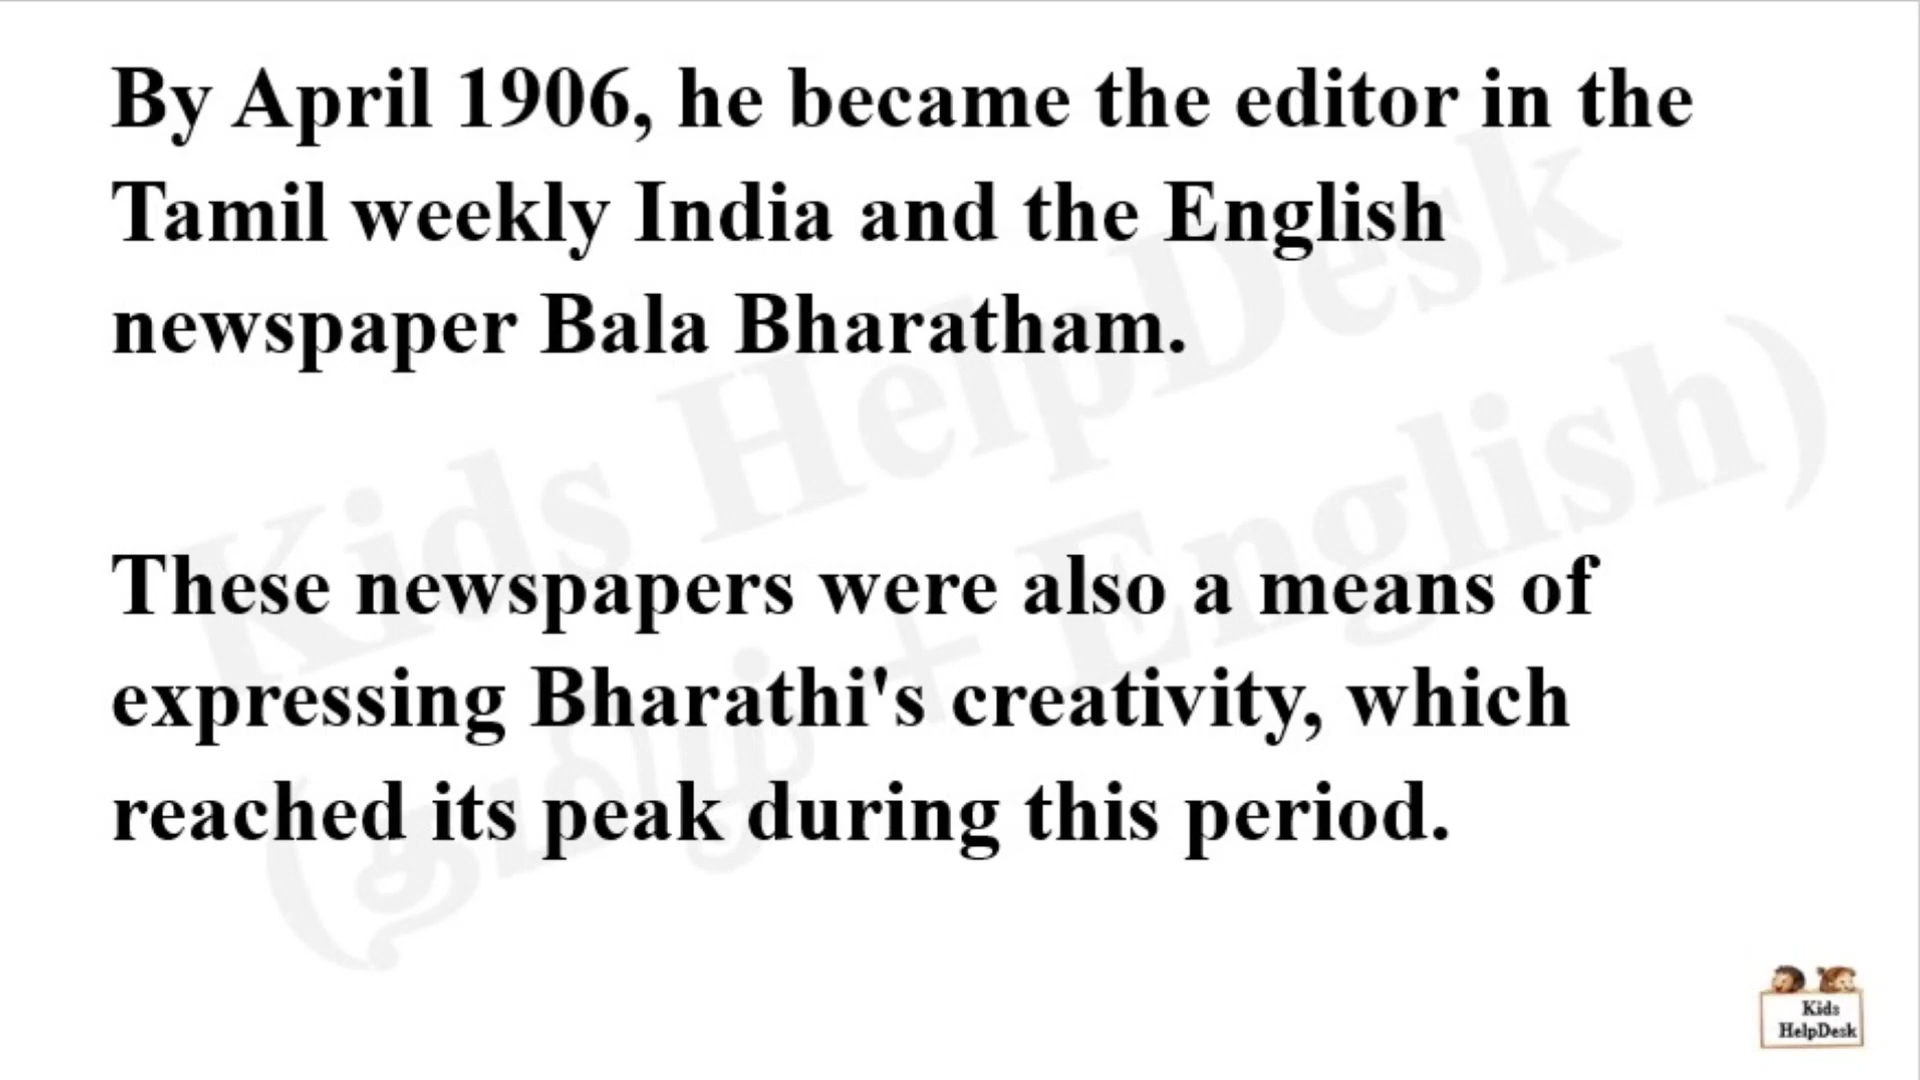 By April 1906, he became the editor in the
Tamil weekly India and the English
newspaper Bala Bharatham.
These newspapers were also a means of
expressing Bharathi's creativity, which
reached its peak during this period.
Kids HelpDesk
(தமிழ் + English)
Kids
HelpDesk